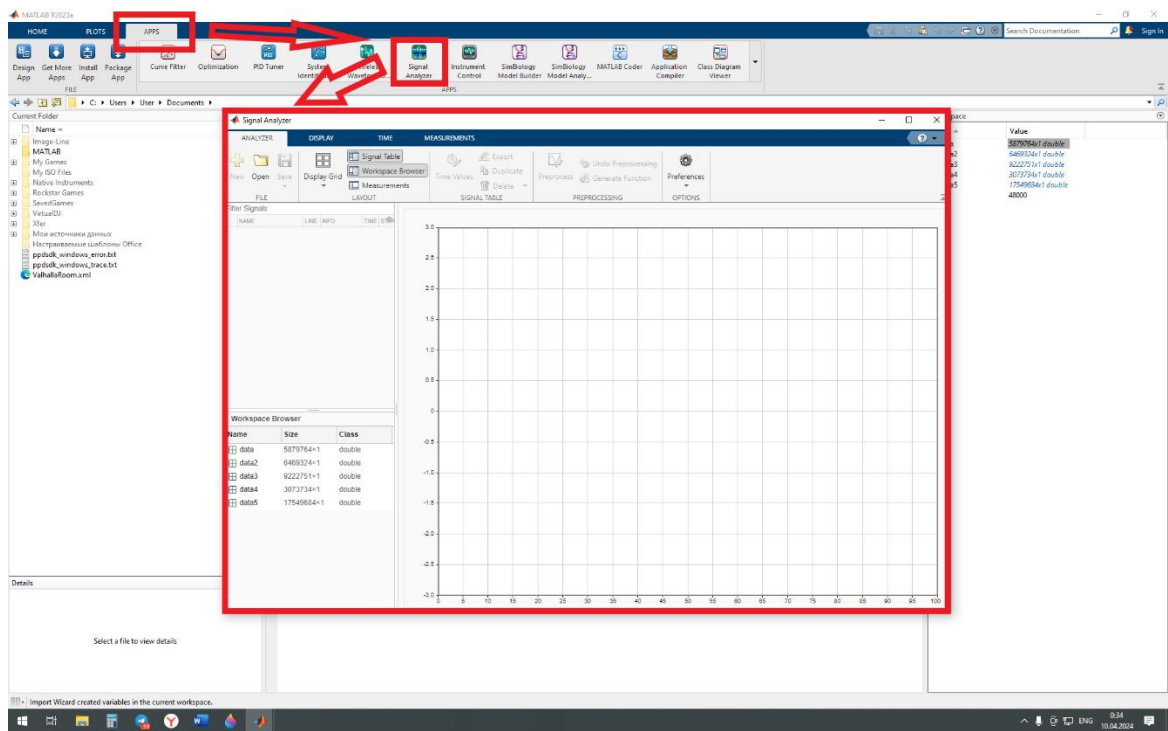 MATLAB R2023a
HOME PLOTS APPS Search Documentation Sign In
Design App Get More Apps Install App Package App Curve Fitter Optimization PID Tuner System Signal Analyzer Instrument Control SimBiology Model Builder SimBiology Model Analy... MATLAB Coder Application Compiler Class Diagram Viewer
FILE APPS
C: Users User Documents
Current Folder
Name
Image-Line
MATLAB
My Games
My ISO Files
Native Instruments
Rockstar Games
SavedGames
VirtualDJ
Xfer
Мои источники данных
Настраиваемые шаблоны Office
ppdsdk_windows_error.txt
ppdsdk_windows_trace.txt
ValhallaRoom.xml
Details
Select a file to view details
Signal Analyzer
ANALYZER DISPLAY TIME MEASUREMENTS
New Open Save Display Grid Signal Table Workspace Browser Measurements Time Values Export Duplicate Delete Preprocess Undo Preprocessing Generate Function Preferences
FILE LAYOUT SIGNAL TABLE PREPROCESSING OPTIONS
Filter Signals
NAME LINE INFO TIME
3.0
2.5
2.0
1.5
1.0
0.5
0
-0.5
-1.0
-1.5
-2.0
-2.5
-3.0
0 5 10 15 20 25 30 35 40 45 50 55 60 65 70 75 80 85 90 95 100
Workspace Browser
Name Size Class
data 5879764×1 double
data2 6469324×1 double
data3 9222751×1 double
data4 3073734×1 double
data5 17549684×1 double
Value
5879764x1 double
6469324x1 double
9222751x1 double
3073734x1 double
17549684x1 double
48000
Import Wizard created variables in the current workspace.
ENG 0:34
10.04.2024